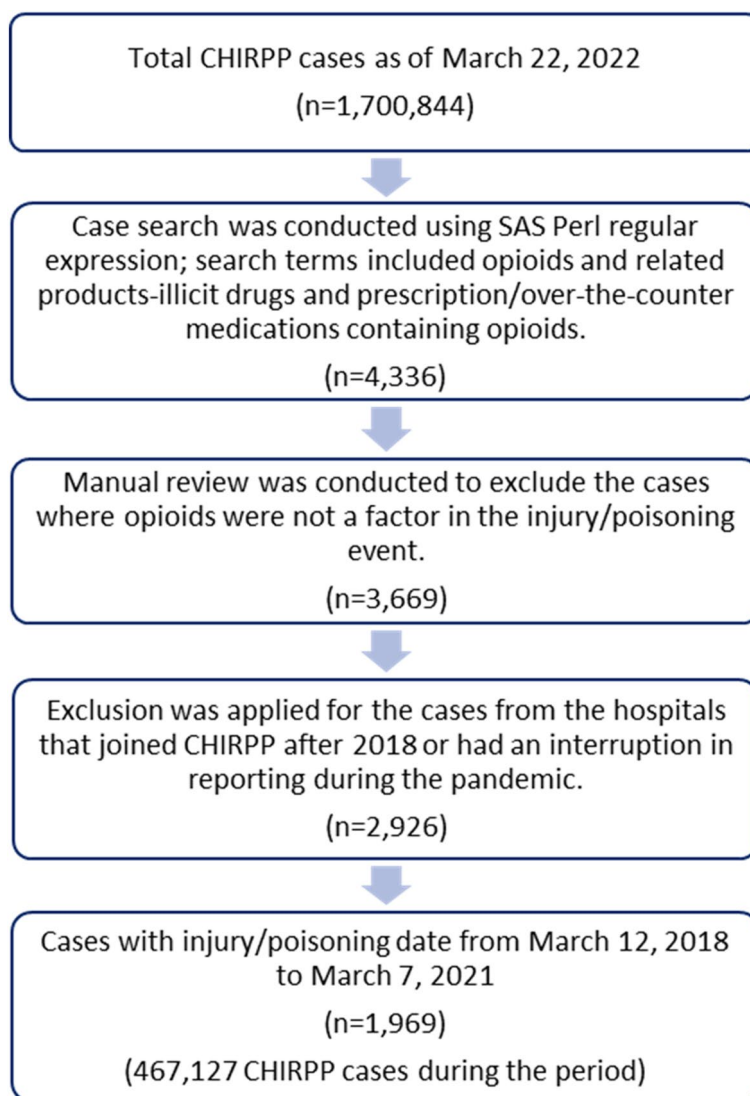 Total CHIRPP cases as of March 22, 2022
(n=1,700,844)
Case search was conducted using SAS Perl regular
expression; search terms included opioids and related
products-illicit drugs and prescription/over-the-counter
medications containing opioids.
(n=4,336)
Manual review was conducted to exclude the cases
where opioids were not a factor in the injury/poisoning
event.
(n=3,669)
Exclusion was applied for the cases from the hospitals
that joined CHIRPP after 2018 or had an interruption in
reporting during the pandemic.
(n=2,926)
Cases with injury/poisoning date from March 12, 2018
to March 7, 2021
(n=1,969)
(467,127 CHIRPP cases during the period)